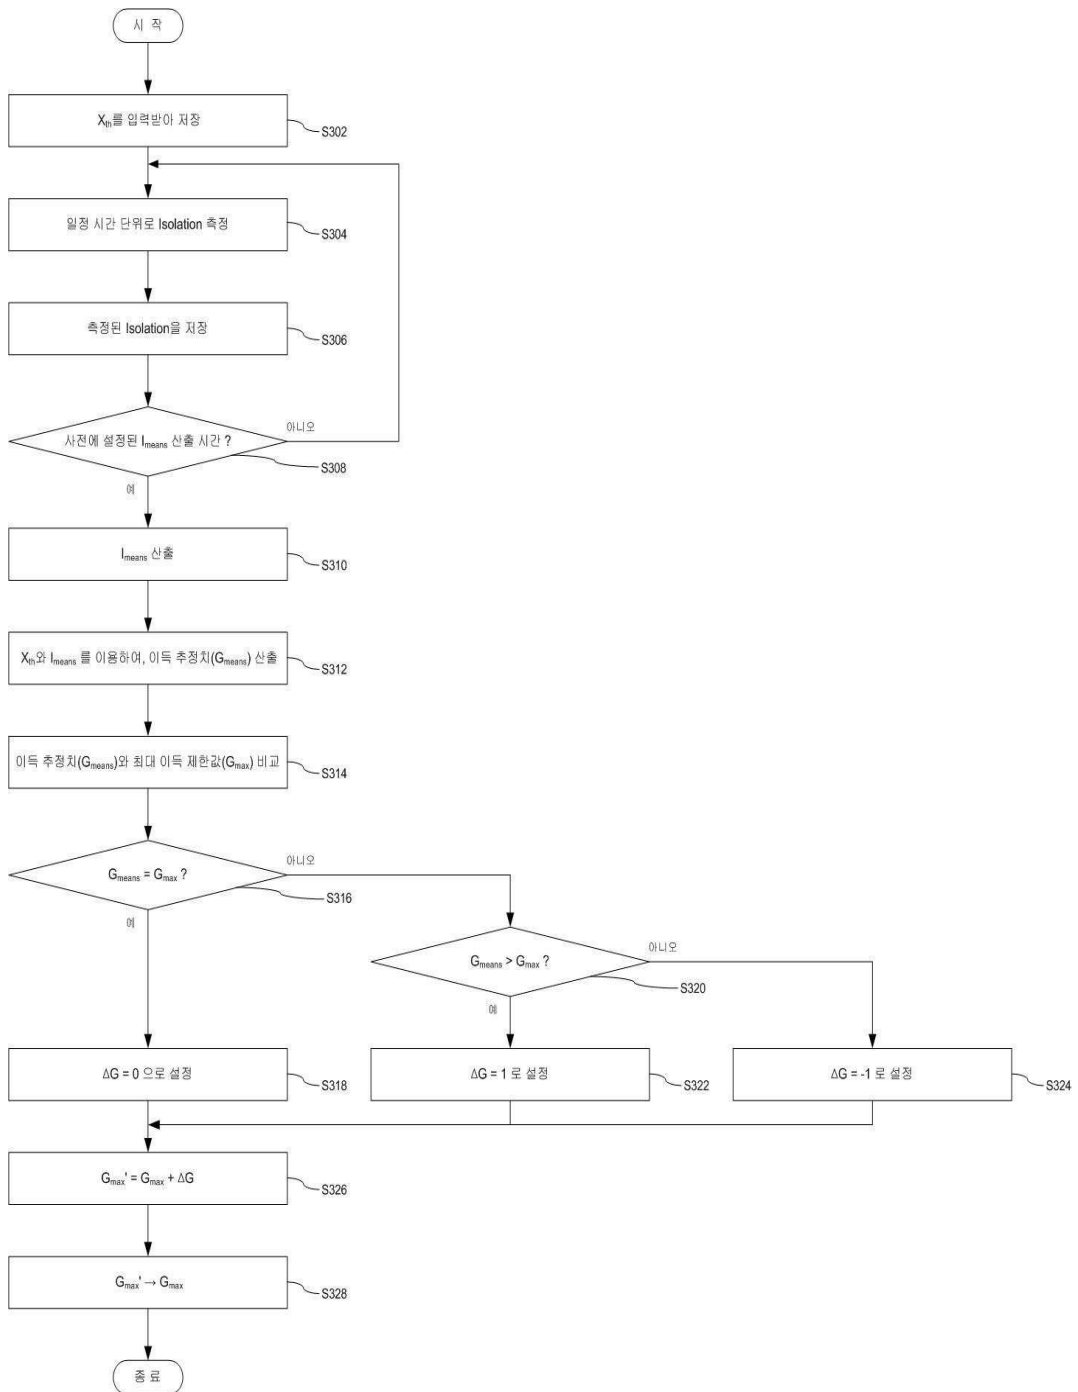 시 작
Xth를 입력받아 저장
S302
일정 시간 단위로 Isolation 측정
S304
측정된 Isolation을 저장
S306
아니오
사전에 설정된 Imeans 산출 시간 ?
S308
예
Imeans 산출
S310
Xth와 Imeans 를 이용하여, 이득 추정치(Gmeans) 산출
S312
이득 추정치(Gmeans)와 최대 이득 제한값(Gmax) 비교
S314
아니오
Gmeans = Gmax ?
S316
예
아니오
Gmeans > Gmax ?
S320
예
ΔG = 0 으로 설정
S318
ΔG = 1 로 설정
S322
ΔG = -1 로 설정
S324
Gmax' = Gmax + ΔG
S326
Gmax' → Gmax
S328
종 료